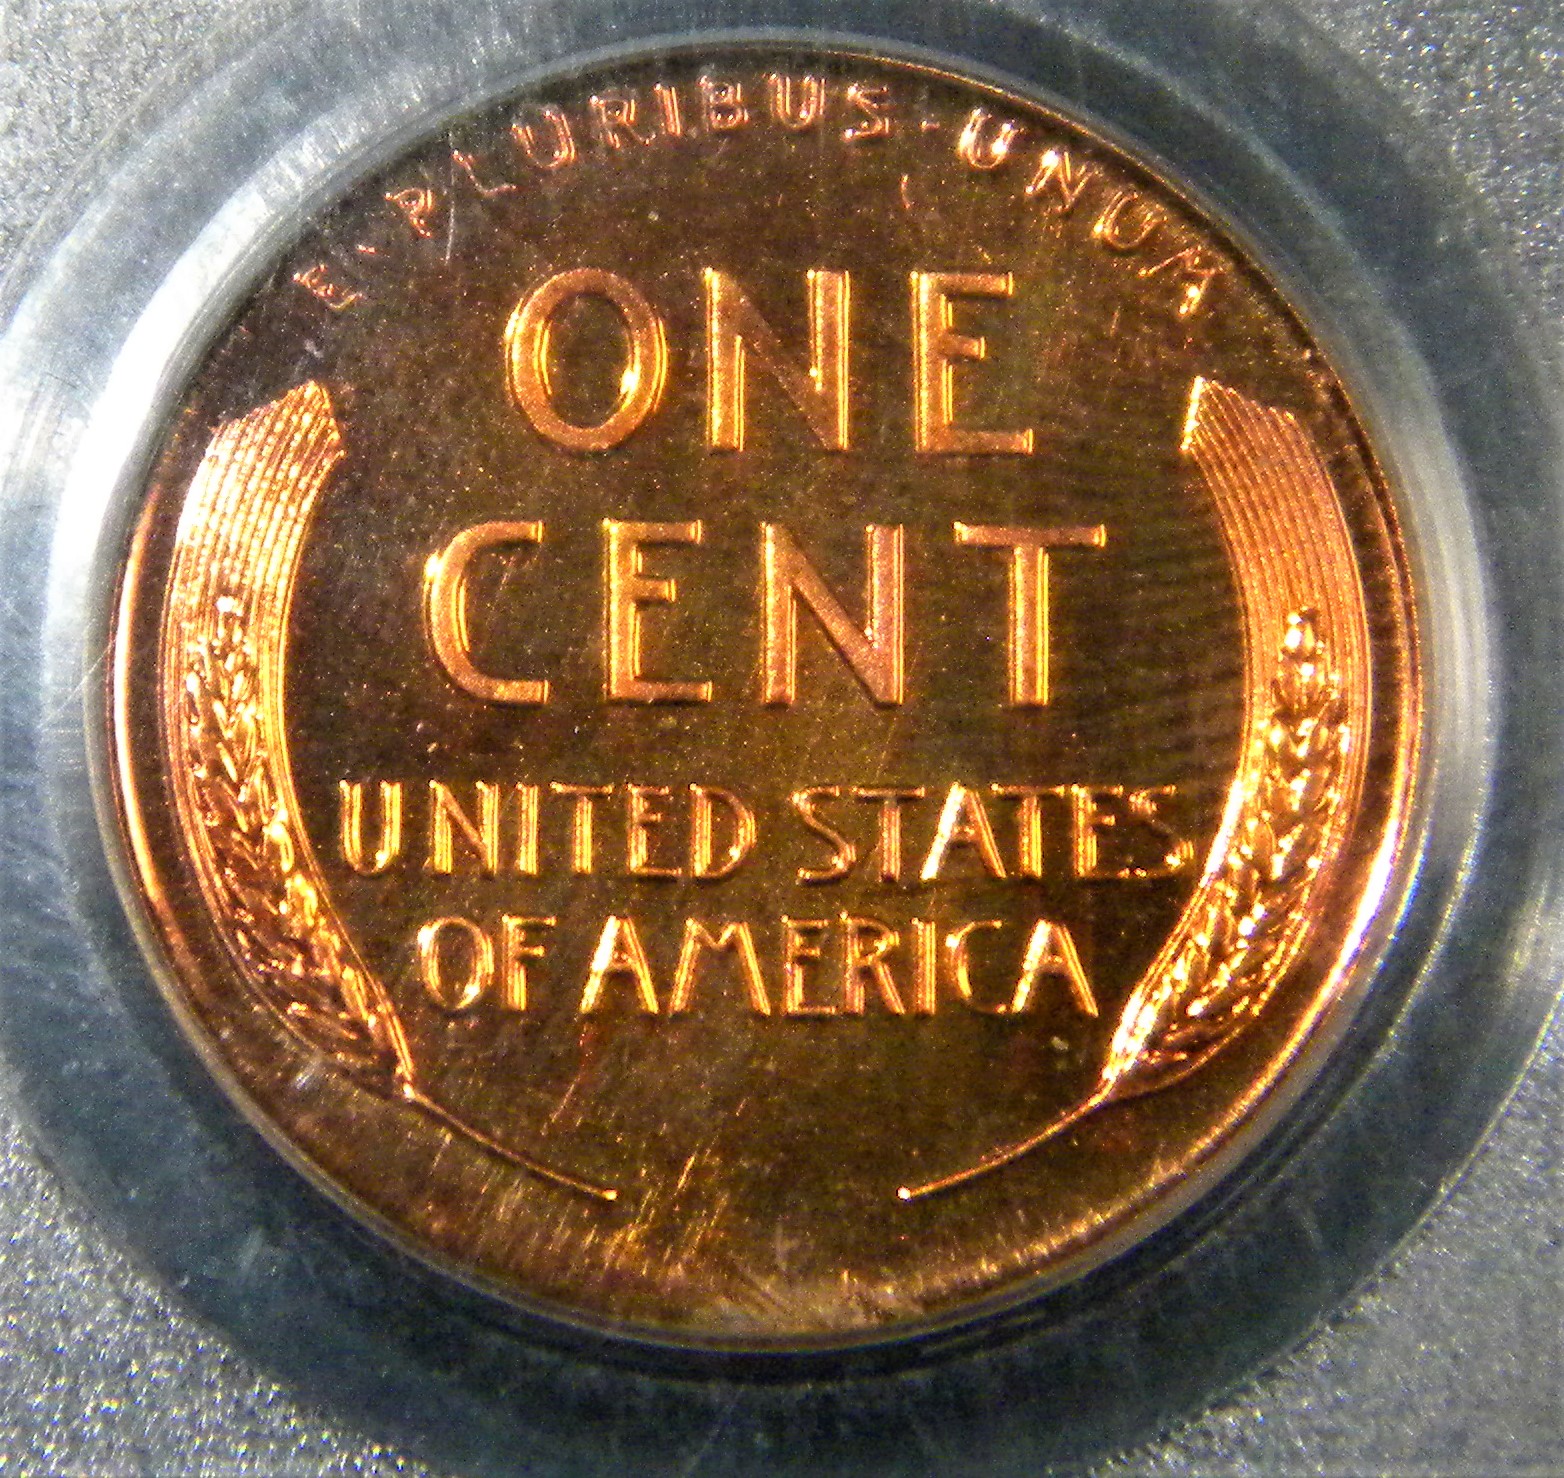 E·PLURIBUS·UNUM
ONE
CENT
UNITED STATES
OF AMERICA